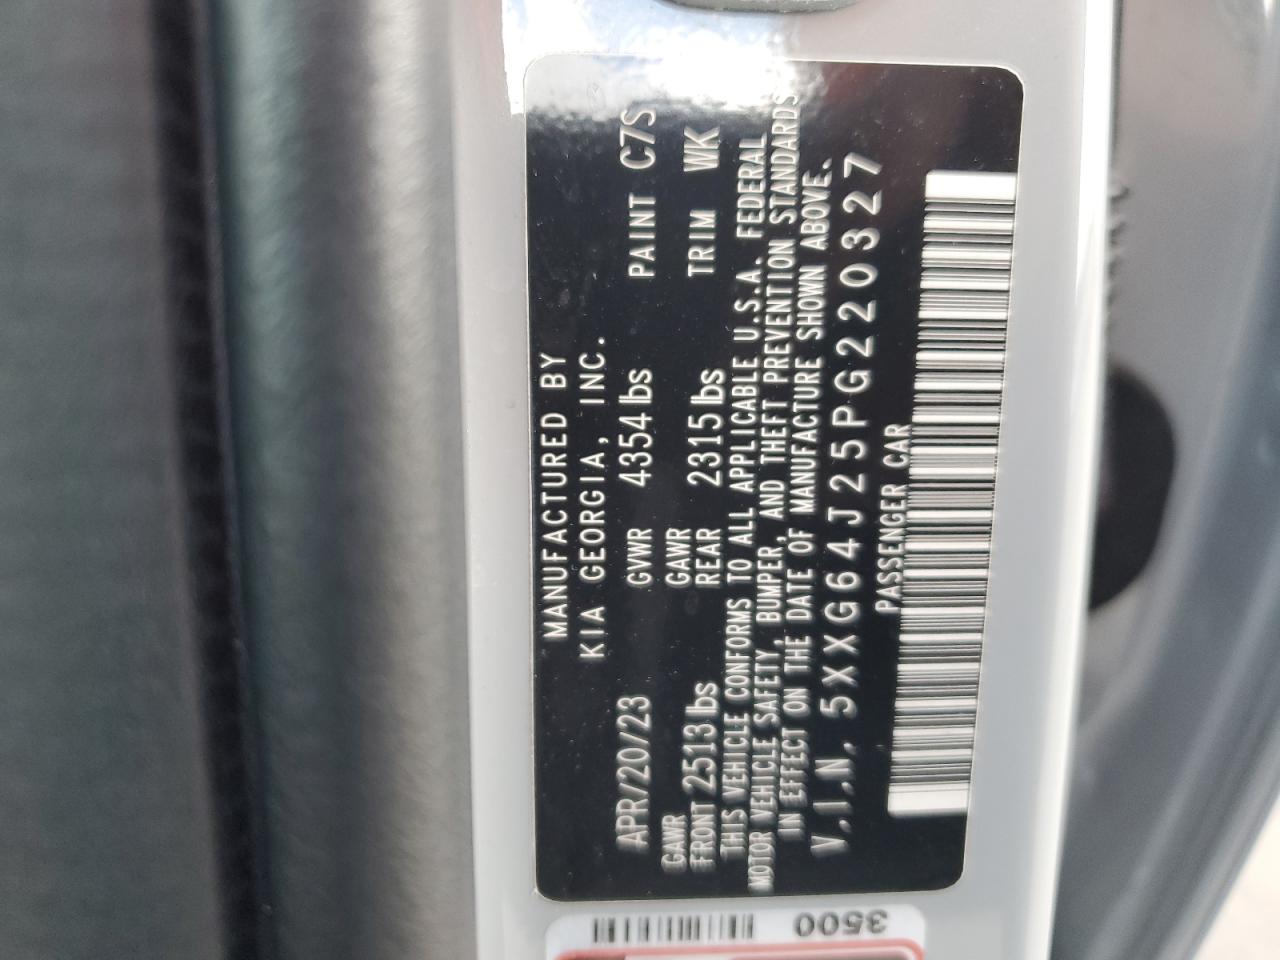 MANUFACTURED BY
KIA GEORGIA, INC.
APR/20/23 GVWR 4354 lbs PAINT C7S
GAWR FRONT 2513 lbs GAWR REAR 2315 lbs TRIM WK
THIS VEHICLE CONFORMS TO ALL APPLICABLE U.S.A. FEDERAL
MOTOR VEHICLE SAFETY, BUMPER, AND THEFT PREVENTION STANDARDS
IN EFFECT ON THE DATE OF MANUFACTURE SHOWN ABOVE.
V.I.N. 5XXG64J25PG220327
PASSENGER CAR
3500